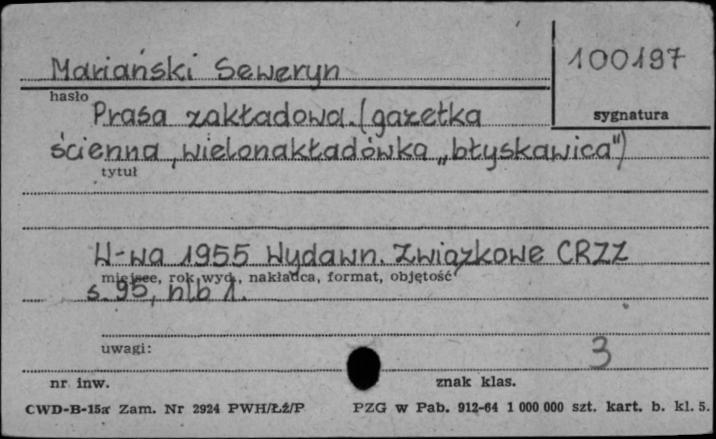 Mariański Seweryn
100197
hasło
sygnatura
Prasa zakładowa. (gazetka
ścienna, wielonakładówka „błyskawica")
tytuł
W-wa 1955 Wydawn. Związkowe CRZZ
miejsce, rok wyd., nakładca, format, objętość
s. 95, nlb 1.
uwagi:
3
nr inw.
znak klas.
CWD-B-15a Zam. Nr 2924 PWH/ŁŹ/P
PZG w Pab. 912-64 1 000 000 szt. kart. b. kl. 5.